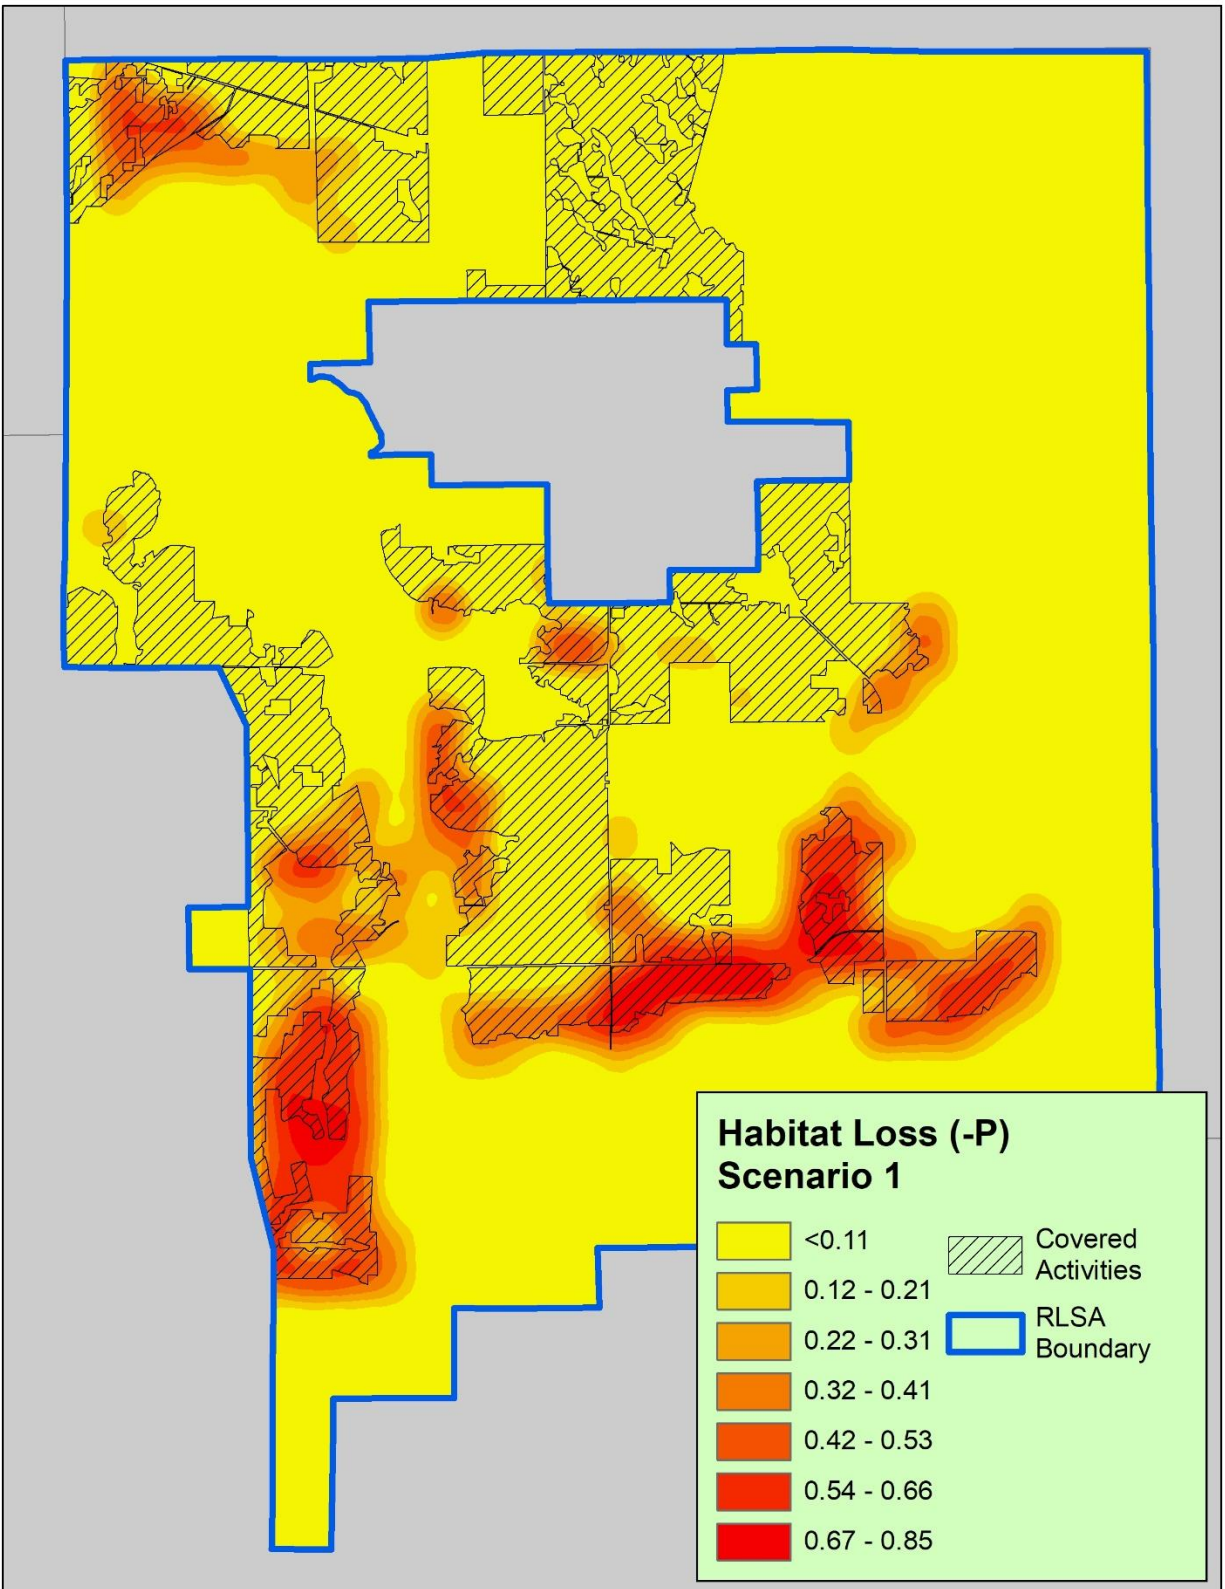 Habitat Loss (-P)
Scenario 1
<0.11
0.12 - 0.21
0.22 - 0.31
0.32 - 0.41
0.42 - 0.53
0.54 - 0.66
0.67 - 0.85
Covered
Activities
RLSA
Boundary